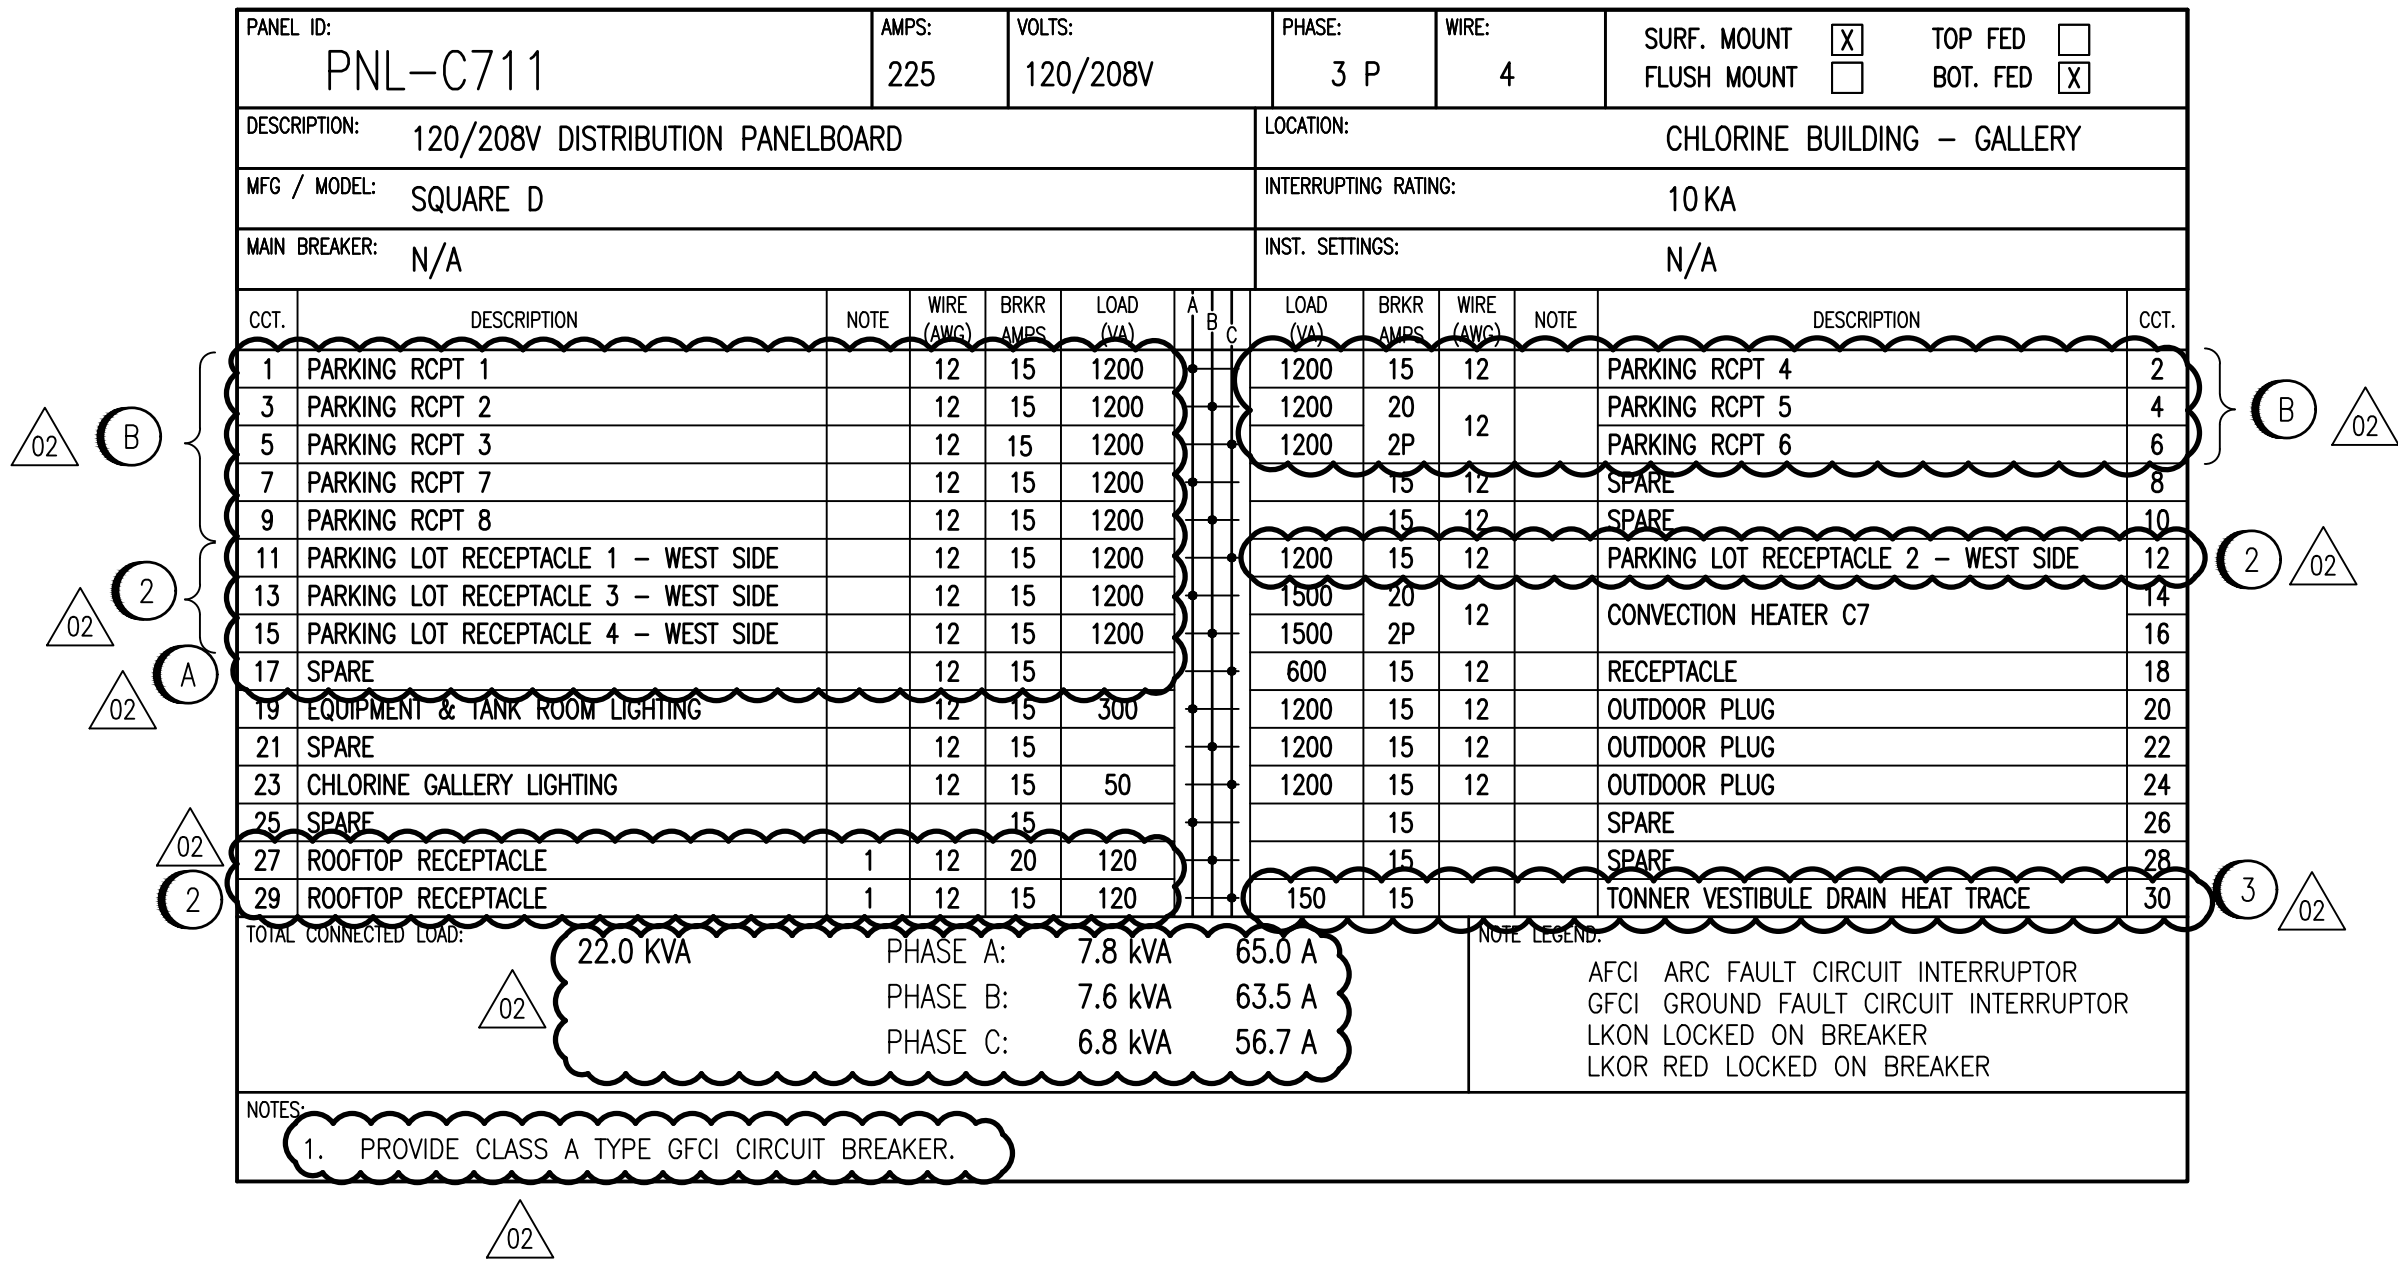 PANEL ID: PNL-C711 AMPS: 225 VOLTS: 120/208V PHASE: 3 P WIRE: 4
SURF. MOUNT X TOP FED
FLUSH MOUNT BOT. FED X
DESCRIPTION: 120/208V DISTRIBUTION PANELBOARD LOCATION: CHLORINE BUILDING - GALLERY
MFG / MODEL: SQUARE D INTERRUPTING RATING: 10 KA
MAIN BREAKER: N/A INST. SETTINGS: N/A
CCT. DESCRIPTION NOTE WIRE (AWG) BRKR AMPS LOAD (VA) A B C LOAD (VA) BRKR AMPS WIRE (AWG) NOTE DESCRIPTION CCT.
1 PARKING RCPT 1 12 15 1200 1200 15 12 PARKING RCPT 4 2
02 B 3 PARKING RCPT 2 12 15 1200 1200 20 12 PARKING RCPT 5 4 B 02
5 PARKING RCPT 3 12 15 1200 1200 2P PARKING RCPT 6 6
7 PARKING RCPT 7 12 15 1200 15 12 SPARE 8
9 PARKING RCPT 8 12 15 1200 15 12 SPARE 10
11 PARKING LOT RECEPTACLE 1 - WEST SIDE 12 15 1200 1200 15 12 PARKING LOT RECEPTACLE 2 - WEST SIDE 12 2 02
02 2 13 PARKING LOT RECEPTACLE 3 - WEST SIDE 12 15 1200 1500 20 12 CONVECTION HEATER C7 14
15 PARKING LOT RECEPTACLE 4 - WEST SIDE 12 15 1200 1500 2P 16
02 A 17 SPARE 12 15 600 15 12 RECEPTACLE 18
19 EQUIPMENT & TANK ROOM LIGHTING 12 15 300 1200 15 12 OUTDOOR PLUG 20
21 SPARE 12 15 1200 15 12 OUTDOOR PLUG 22
23 CHLORINE GALLERY LIGHTING 12 15 50 1200 15 12 OUTDOOR PLUG 24
25 SPARE 15 15 SPARE 26
02 27 ROOFTOP RECEPTACLE 1 12 20 120 15 SPARE 28
2 29 ROOFTOP RECEPTACLE 1 12 15 120 150 15 TONNER VESTIBULE DRAIN HEAT TRACE 30 3 02
TOTAL CONNECTED LOAD: 22.0 KVA PHASE A: 7.8 kVA 65.0 A
02 PHASE B: 7.6 kVA 63.5 A
PHASE C: 6.8 kVA 56.7 A
NOTE LEGEND:
AFCI ARC FAULT CIRCUIT INTERRUPTOR
GFCI GROUND FAULT CIRCUIT INTERRUPTOR
LKON LOCKED ON BREAKER
LKOR RED LOCKED ON BREAKER
NOTES:
1. PROVIDE CLASS A TYPE GFCI CIRCUIT BREAKER.
02